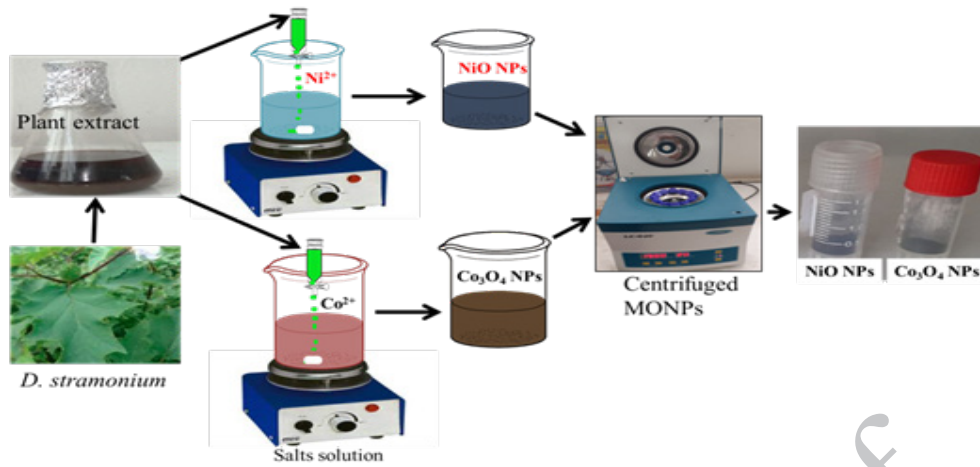 Plant extract
D. stramonium
Ni²⁺
Co²⁺
Salts solution
NiO NPs
Co₃O₄ NPs
Centrifuged
MONPs
NiO NPs
Co₃O₄ NPs